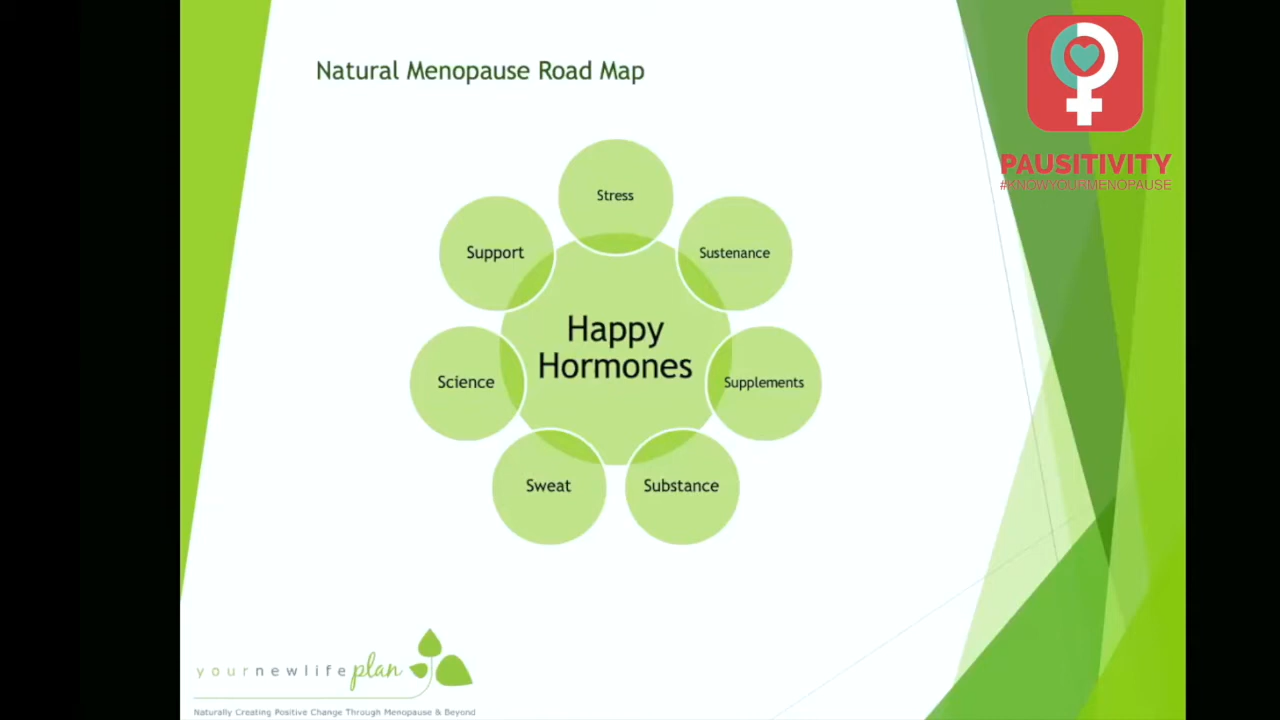 Natural Menopause Road Map
PAUSITIVITY
#KNOWYOURMENOPAUSE
Stress
Support
Sustenance
Happy
Hormones
Science
Supplements
Sweat
Substance
yournewlifeplan
Naturally Creating Positive Change Through Menopause & Beyond